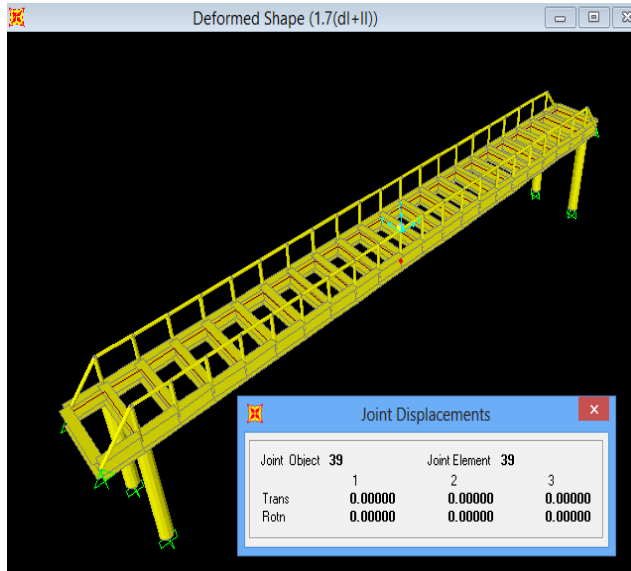 Deformed Shape (1.7(dl+ll))
Joint Displacements
Joint Object 39 Joint Element 39
1 2 3
Trans 0.00000 0.00000 0.00000
Rotn 0.00000 0.00000 0.00000